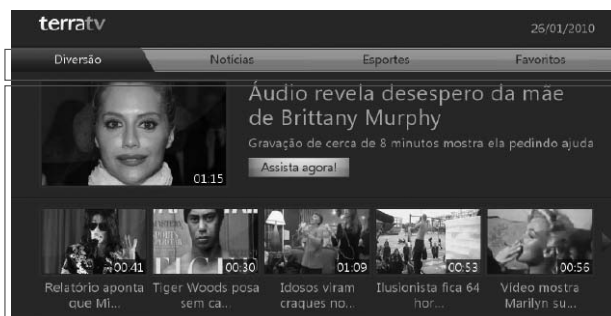 terratv
26/01/2010
Diversão Notícias Esportes Favoritos
Áudio revela desespero da mãe
de Brittany Murphy
Gravação de cerca de 8 minutos mostra ela pedindo ajuda
Assista agora!
01:15
00:41 00:30 01:09 00:53 00:56
Relatório aponta Tiger Woods posa Idosos viram Ilusionista fica 64 Vídeo mostra
que Mi... sem ca... craques no... hor... Marilyn su...